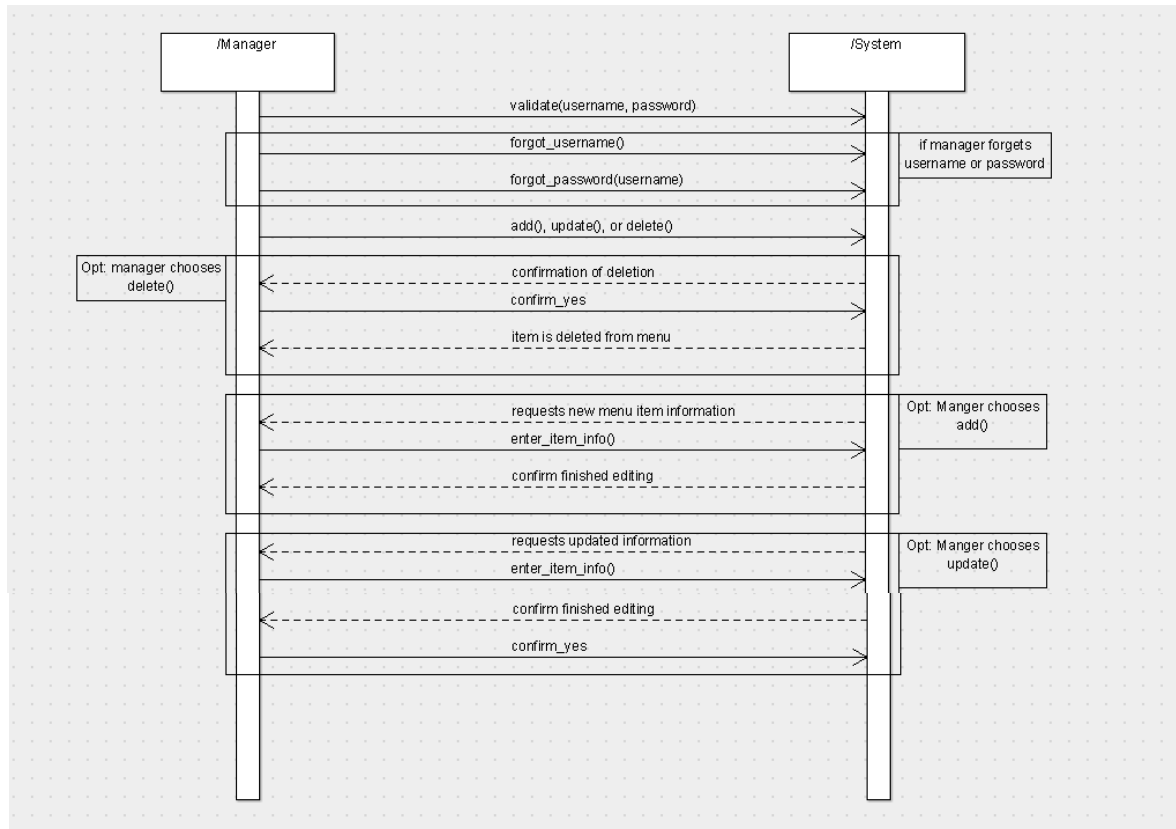 /Manager
/System
validate(username, password)
forgot_username()
if manager forgets
username or password
forgot_password(username)
add(), update(), or delete()
Opt: manager chooses
delete()
confirmation of deletion
confirm_yes
item is deleted from menu
requests new menu item information
Opt: Manger chooses
add()
enter_item_info()
confirm finished editing
requests updated information
Opt: Manger chooses
update()
enter_item_info()
confirm finished editing
confirm_yes